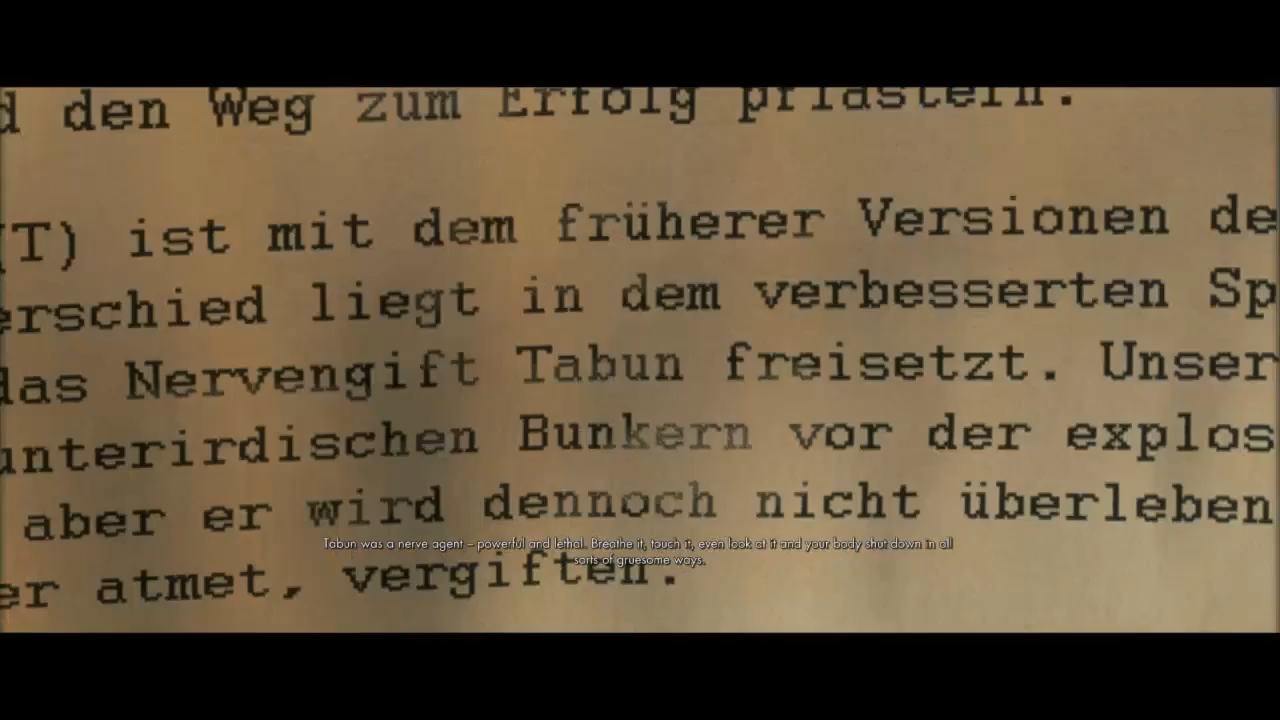 d den Weg zum Erfolg pflastern.
(T) ist mit dem früherer Versionen de
erschied liegt in dem verbesserten Sp
das Nervengift Tabun freisetzt. Unser
unterirdischen Bunkern vor der explos
aber er wird dennoch nicht überleben
Tabun was a nerve agent – powerful and lethal. Breathe it, touch it, even look at it and your body shut down in all
sorts of gruesome ways.
er atmet, vergiften.